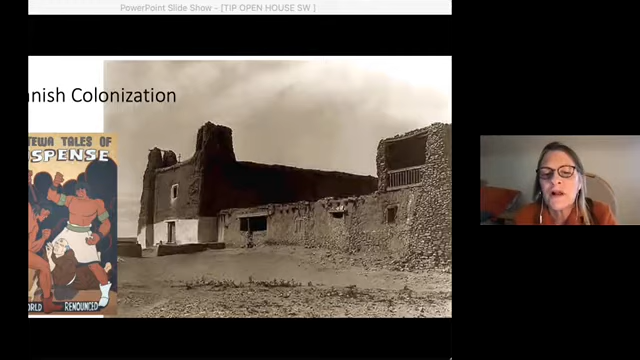 PowerPoint Slide Show - [TIP OPEN HOUSE SW ]
nish Colonization
TEWA TALES OF
SPENSE
ORLD RENOUNCED